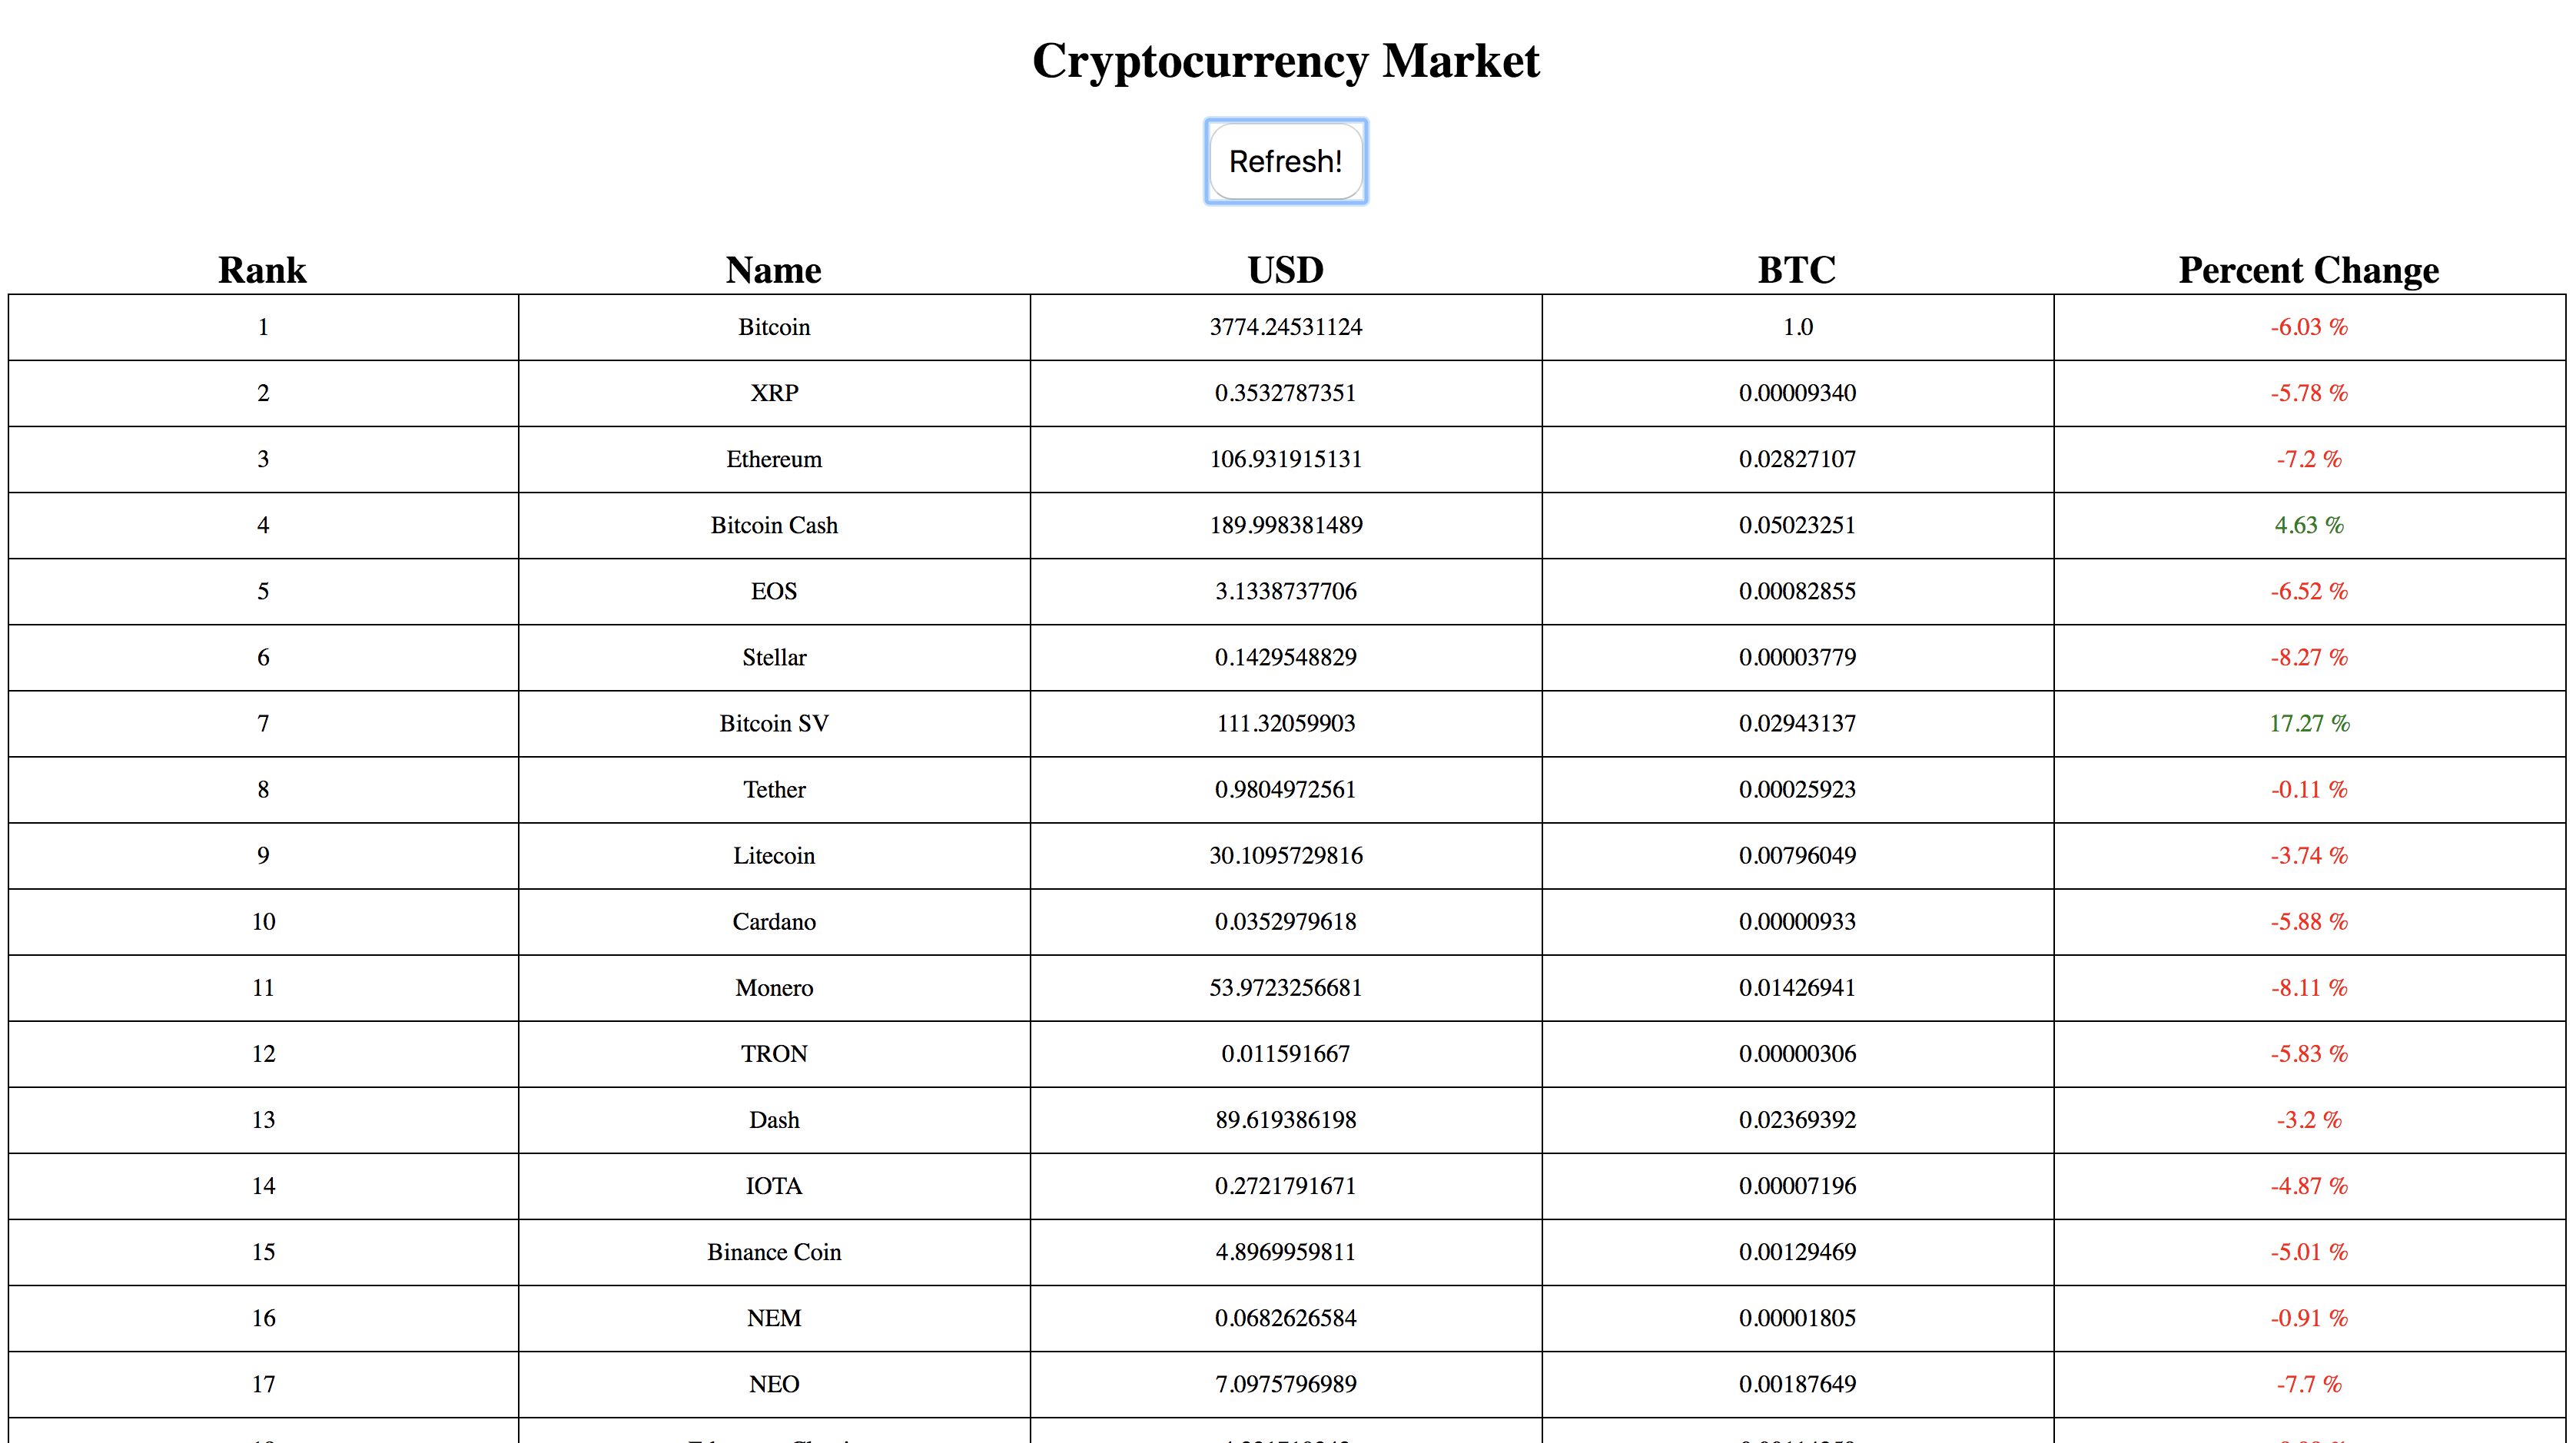 Cryptocurrency Market
Refresh!
Rank Name USD BTC Percent Change
1 Bitcoin 3774.24531124 1.0 -6.03 %
2 XRP 0.3532787351 0.00009340 -5.78 %
3 Ethereum 106.931915131 0.02827107 -7.2 %
4 Bitcoin Cash 189.998381489 0.05023251 4.63 %
5 EOS 3.1338737706 0.00082855 -6.52 %
6 Stellar 0.1429548829 0.00003779 -8.27 %
7 Bitcoin SV 111.32059903 0.02943137 17.27 %
8 Tether 0.9804972561 0.00025923 -0.11 %
9 Litecoin 30.1095729816 0.00796049 -3.74 %
10 Cardano 0.0352979618 0.00000933 -5.88 %
11 Monero 53.9723256681 0.01426941 -8.11 %
12 TRON 0.011591667 0.00000306 -5.83 %
13 Dash 89.619386198 0.02369392 -3.2 %
14 IOTA 0.2721791671 0.00007196 -4.87 %
15 Binance Coin 4.8969959811 0.00129469 -5.01 %
16 NEM 0.0682626584 0.00001805 -0.91 %
17 NEO 7.0975796989 0.00187649 -7.7 %